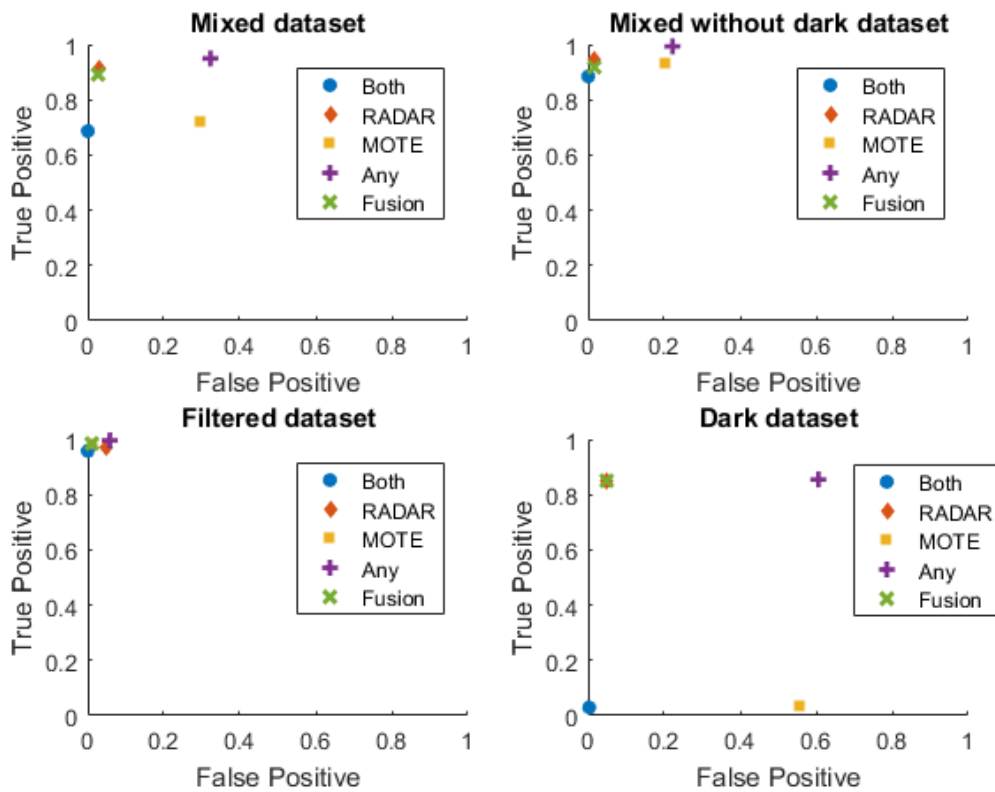 Mixed dataset
1
0.8
0.6
0.4
0.2
0
True Positive
0
0.2
0.4
0.6
0.8
1
False Positive
Both
RADAR
MOTE
Any
Fusion
Mixed without dark dataset
1
0.8
0.6
0.4
0.2
0
True Positive
0
0.2
0.4
0.6
0.8
1
False Positive
Both
RADAR
MOTE
Any
Fusion
Filtered dataset
1
0.8
0.6
0.4
0.2
0
True Positive
0
0.2
0.4
0.6
0.8
1
False Positive
Both
RADAR
MOTE
Any
Fusion
Dark dataset
1
0.8
0.6
0.4
0.2
0
True Positive
0
0.2
0.4
0.6
0.8
1
False Positive
Both
RADAR
MOTE
Any
Fusion